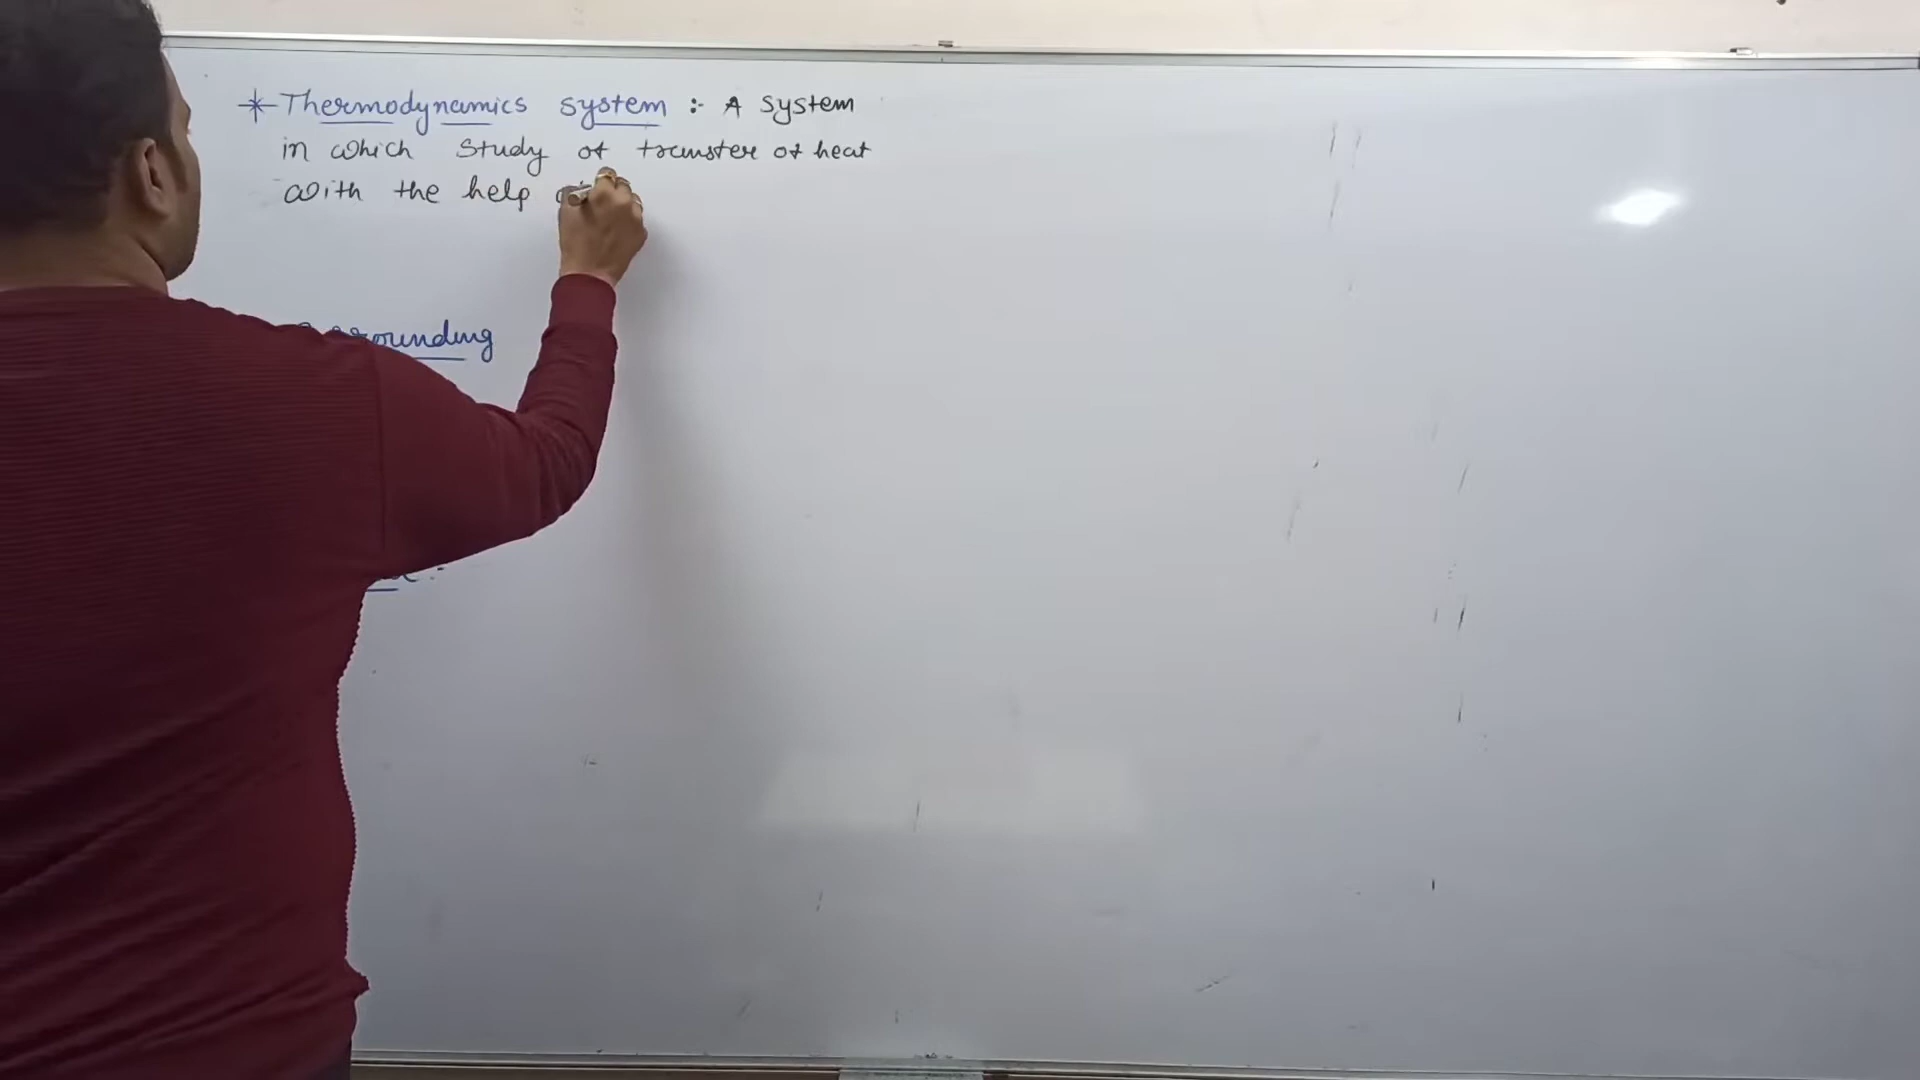 * Thermodynamics system :- A system
in which study of transfer of heat
with the help